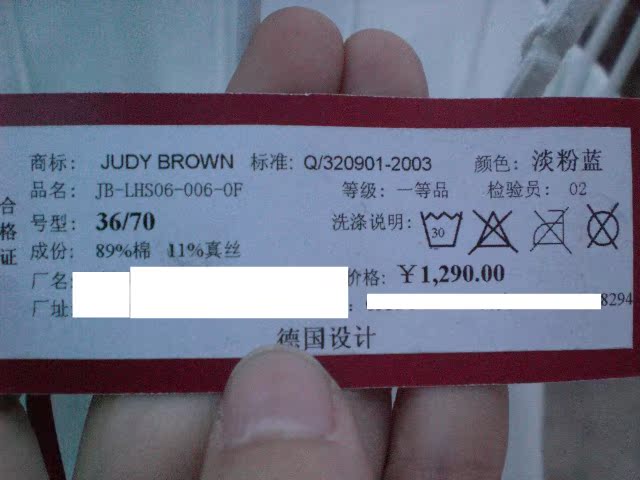 合格证
商标: JUDY BROWN 标准: Q/320901-2003 颜色: 淡粉蓝
品名: JB-LHS06-006-0F 等级: 一等品 检验员: 02
号型: 36/70 洗涤说明: 30
成份: 89%棉 11%真丝
厂名 价格: ¥1,290.00
厂址 : 8294
德国设计